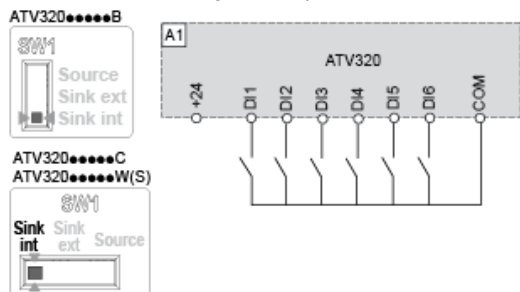 ATV320●●●●●B
SW1
Source
Sink ext
Sink int
ATV320●●●●●C
ATV320●●●●●W(S)
SW1
Sink int
Sink ext
Source
A1
ATV320
+24
DI1
DI2
DI3
DI4
DI5
DI6
COM